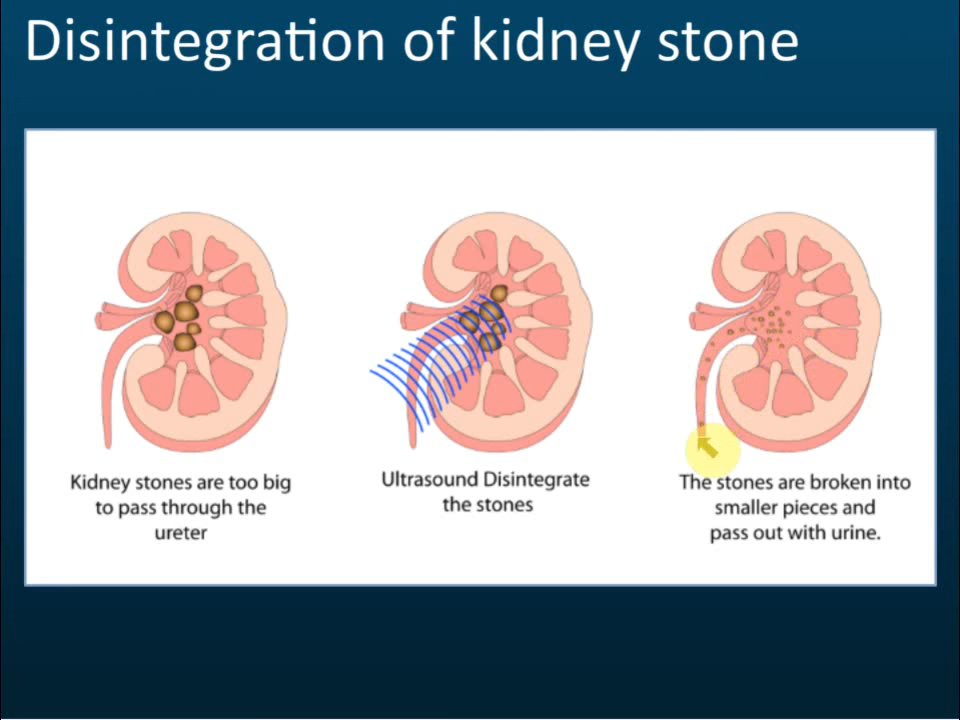 Disintegration of kidney stone
Kidney stones are too big
to pass through the
ureter
Ultrasound Disintegrate
the stones
The stones are broken into
smaller pieces and
pass out with urine.